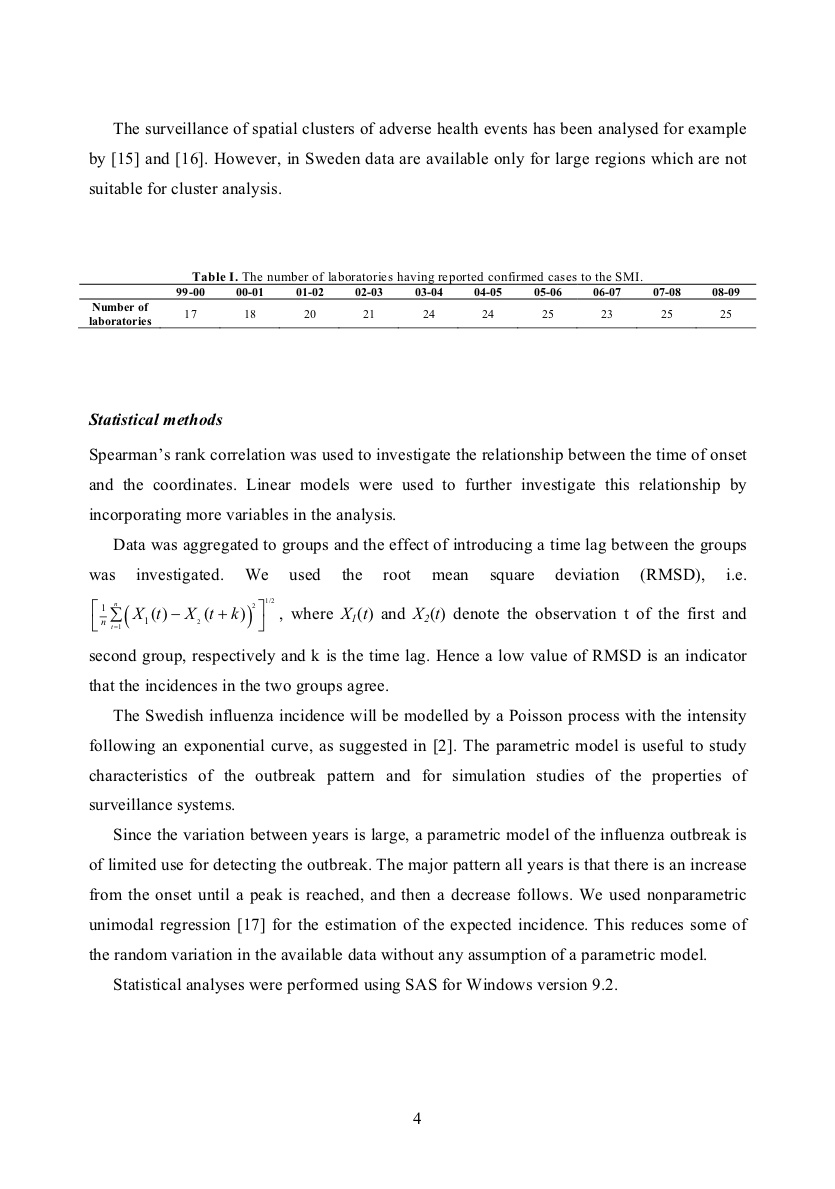 The surveillance of spatial clusters of adverse health events has been analysed for example
by [15] and [16]. However, in Sweden data are available only for large regions which are not
suitable for cluster analysis.
Table I. The number of laboratories having reported confirmed cases to the SMI.
99-00 00-01 01-02 02-03 03-04 04-05 05-06 06-07 07-08 08-09
Number of
laboratories 17 18 20 21 24 24 25 23 25 25
Statistical methods
Spearman’s rank correlation was used to investigate the relationship between the time of onset
and the coordinates. Linear models were used to further investigate this relationship by
incorporating more variables in the analysis.
Data was aggregated to groups and the effect of introducing a time lag between the groups
was investigated. We used the root mean square deviation (RMSD), i.e.
[1/n ∑_{t=1}^{n} (X₁(t) − X₂(t + k))²]^{1/2} , where X₁(t) and X₂(t) denote the observation t of the first and
second group, respectively and k is the time lag. Hence a low value of RMSD is an indicator
that the incidences in the two groups agree.
The Swedish influenza incidence will be modelled by a Poisson process with the intensity
following an exponential curve, as suggested in [2]. The parametric model is useful to study
characteristics of the outbreak pattern and for simulation studies of the properties of
surveillance systems.
Since the variation between years is large, a parametric model of the influenza outbreak is
of limited use for detecting the outbreak. The major pattern all years is that there is an increase
from the onset until a peak is reached, and then a decrease follows. We used nonparametric
unimodal regression [17] for the estimation of the expected incidence. This reduces some of
the random variation in the available data without any assumption of a parametric model.
Statistical analyses were performed using SAS for Windows version 9.2.
4